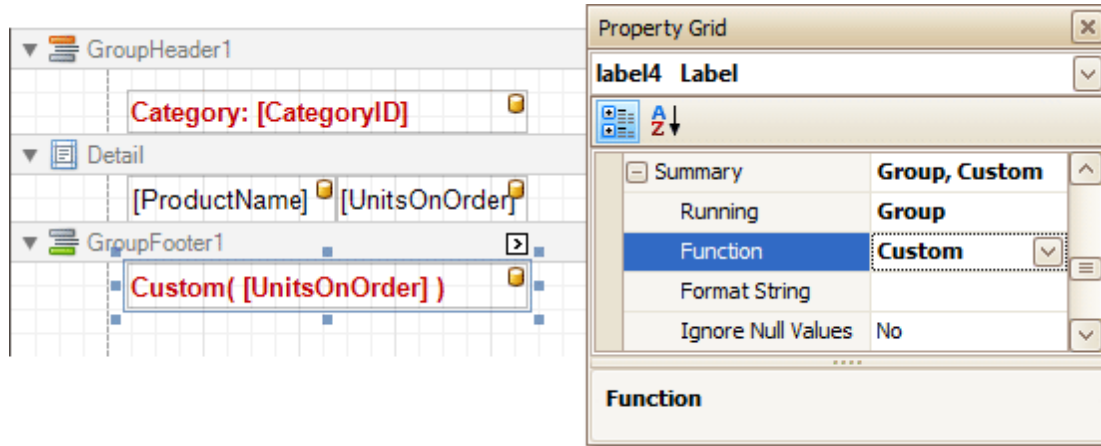 GroupHeader1
Category: [CategoryID]
Detail
[ProductName] [UnitsOnOrder]
GroupFooter1
Custom( [UnitsOnOrder] )
Property Grid
label4 Label
A
Z
Summary Group, Custom
Running Group
Function Custom
Format String
Ignore Null Values No
Function